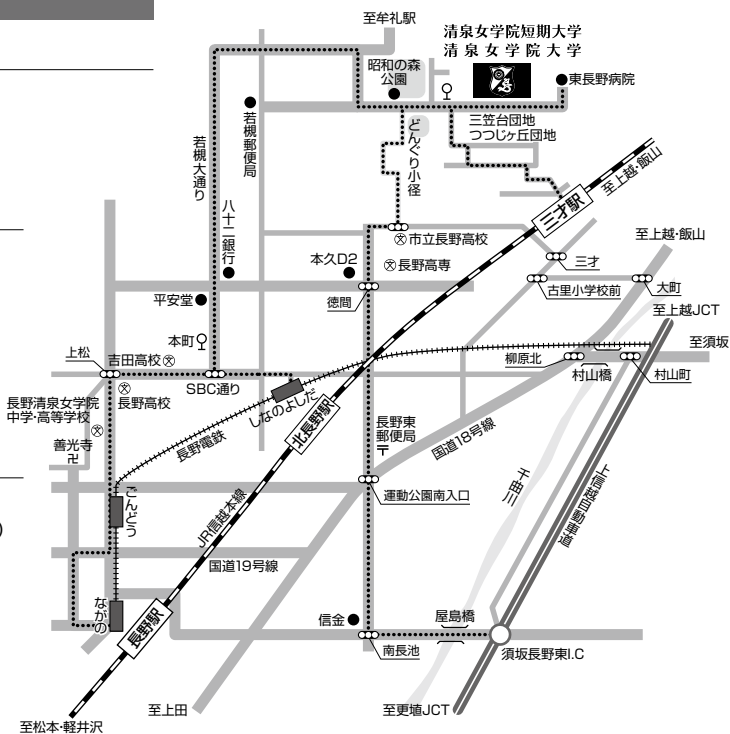 至牟礼駅
清泉女学院短期大学
清泉女学院大学
昭和の森
公園
東長野病院
三笠台団地
つつじヶ丘団地
若槻郵便局
若槻大通り
どんぐり小径
至上越・飯山
三才駅
八十二銀行
市立長野高校
長野高専
本久D2
三才
至上越・飯山
古里小学校前
大町
徳間
平安堂
至上越JCT
本町
至須坂
上松
吉田高校
柳原北
村山橋
村山町
SBC通り
しなのよしだ
長野清泉女学院
中学・高等学校
長野高校
北長野駅
長野東
郵便局
〒
善光寺
卍
長野電鉄
国道18号線
千曲川
上信越自動車道
ごんどう
運動公園南入口
JR信越本線
国道19号線
ながの
長野駅
信金
屋島橋
南長池
須坂長野東I.C
至松本・軽井沢
至上田
至更埴JCT
)